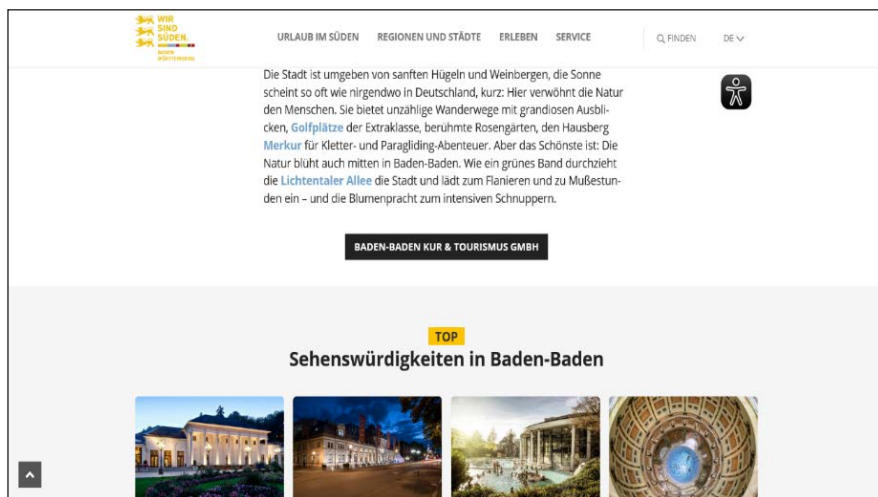 WIR
SIND
SÜDEN.
BADEN-
WÜRTTEMBERG
URLAUB IM SÜDEN
REGIONEN UND STÄDTE
ERLEBEN
SERVICE
FINDEN
DE
Die Stadt ist umgeben von sanften Hügeln und Weinbergen, die Sonne
scheint so oft wie nirgendwo in Deutschland, kurz: Hier verwöhnt die Natur
den Menschen. Sie bietet unzählige Wanderwege mit grandiosen Ausbli-
cken, Golfplätze der Extraklasse, berühmte Rosengärten, den Hausberg
Merkur für Kletter- und Paragliding-Abenteuer. Aber das Schönste ist: Die
Natur blüht auch mitten in Baden-Baden. Wie ein grünes Band durchzieht
die Lichtentaler Allee die Stadt und lädt zum Flanieren und zu Mußestun-
den ein – und die Blumenpracht zum intensiven Schnuppern.
BADEN-BADEN KUR & TOURISMUS GMBH
TOP
Sehenswürdigkeiten in Baden-Baden